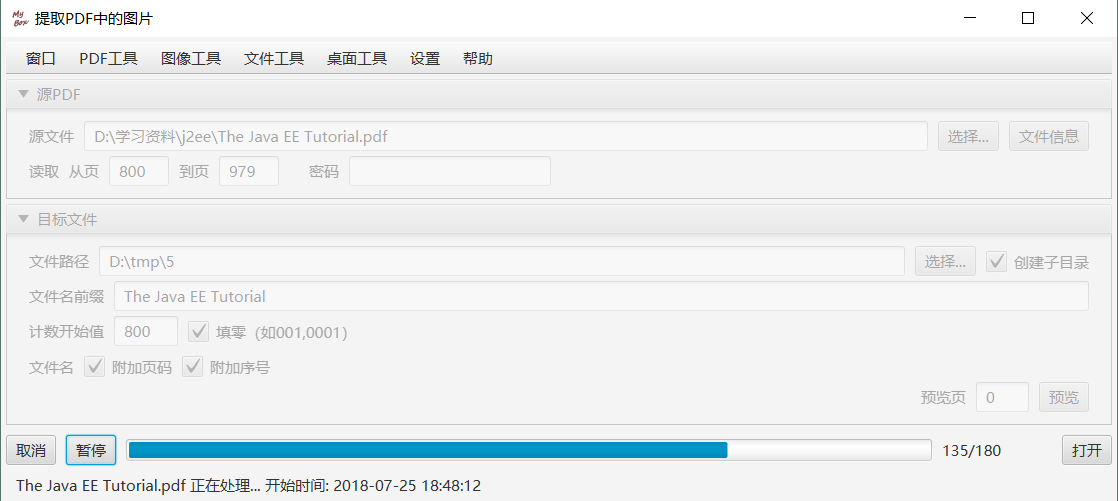 My Box 提取PDF中的图片
窗口 PDF工具 图像工具 文件工具 桌面工具 设置 帮助
源PDF
源文件 D:\学习资料\j2ee\The Java EE Tutorial.pdf 选择... 文件信息
读取 从页 800 到页 979 密码
目标文件
文件路径 D:\tmp\5 选择... 创建子目录
文件名前缀 The Java EE Tutorial
计数开始值 800 填零（如001,0001）
文件名 附加页码 附加序号
预览页 0 预览
取消 暂停 135/180 打开
The Java EE Tutorial.pdf 正在处理... 开始时间: 2018-07-25 18:48:12